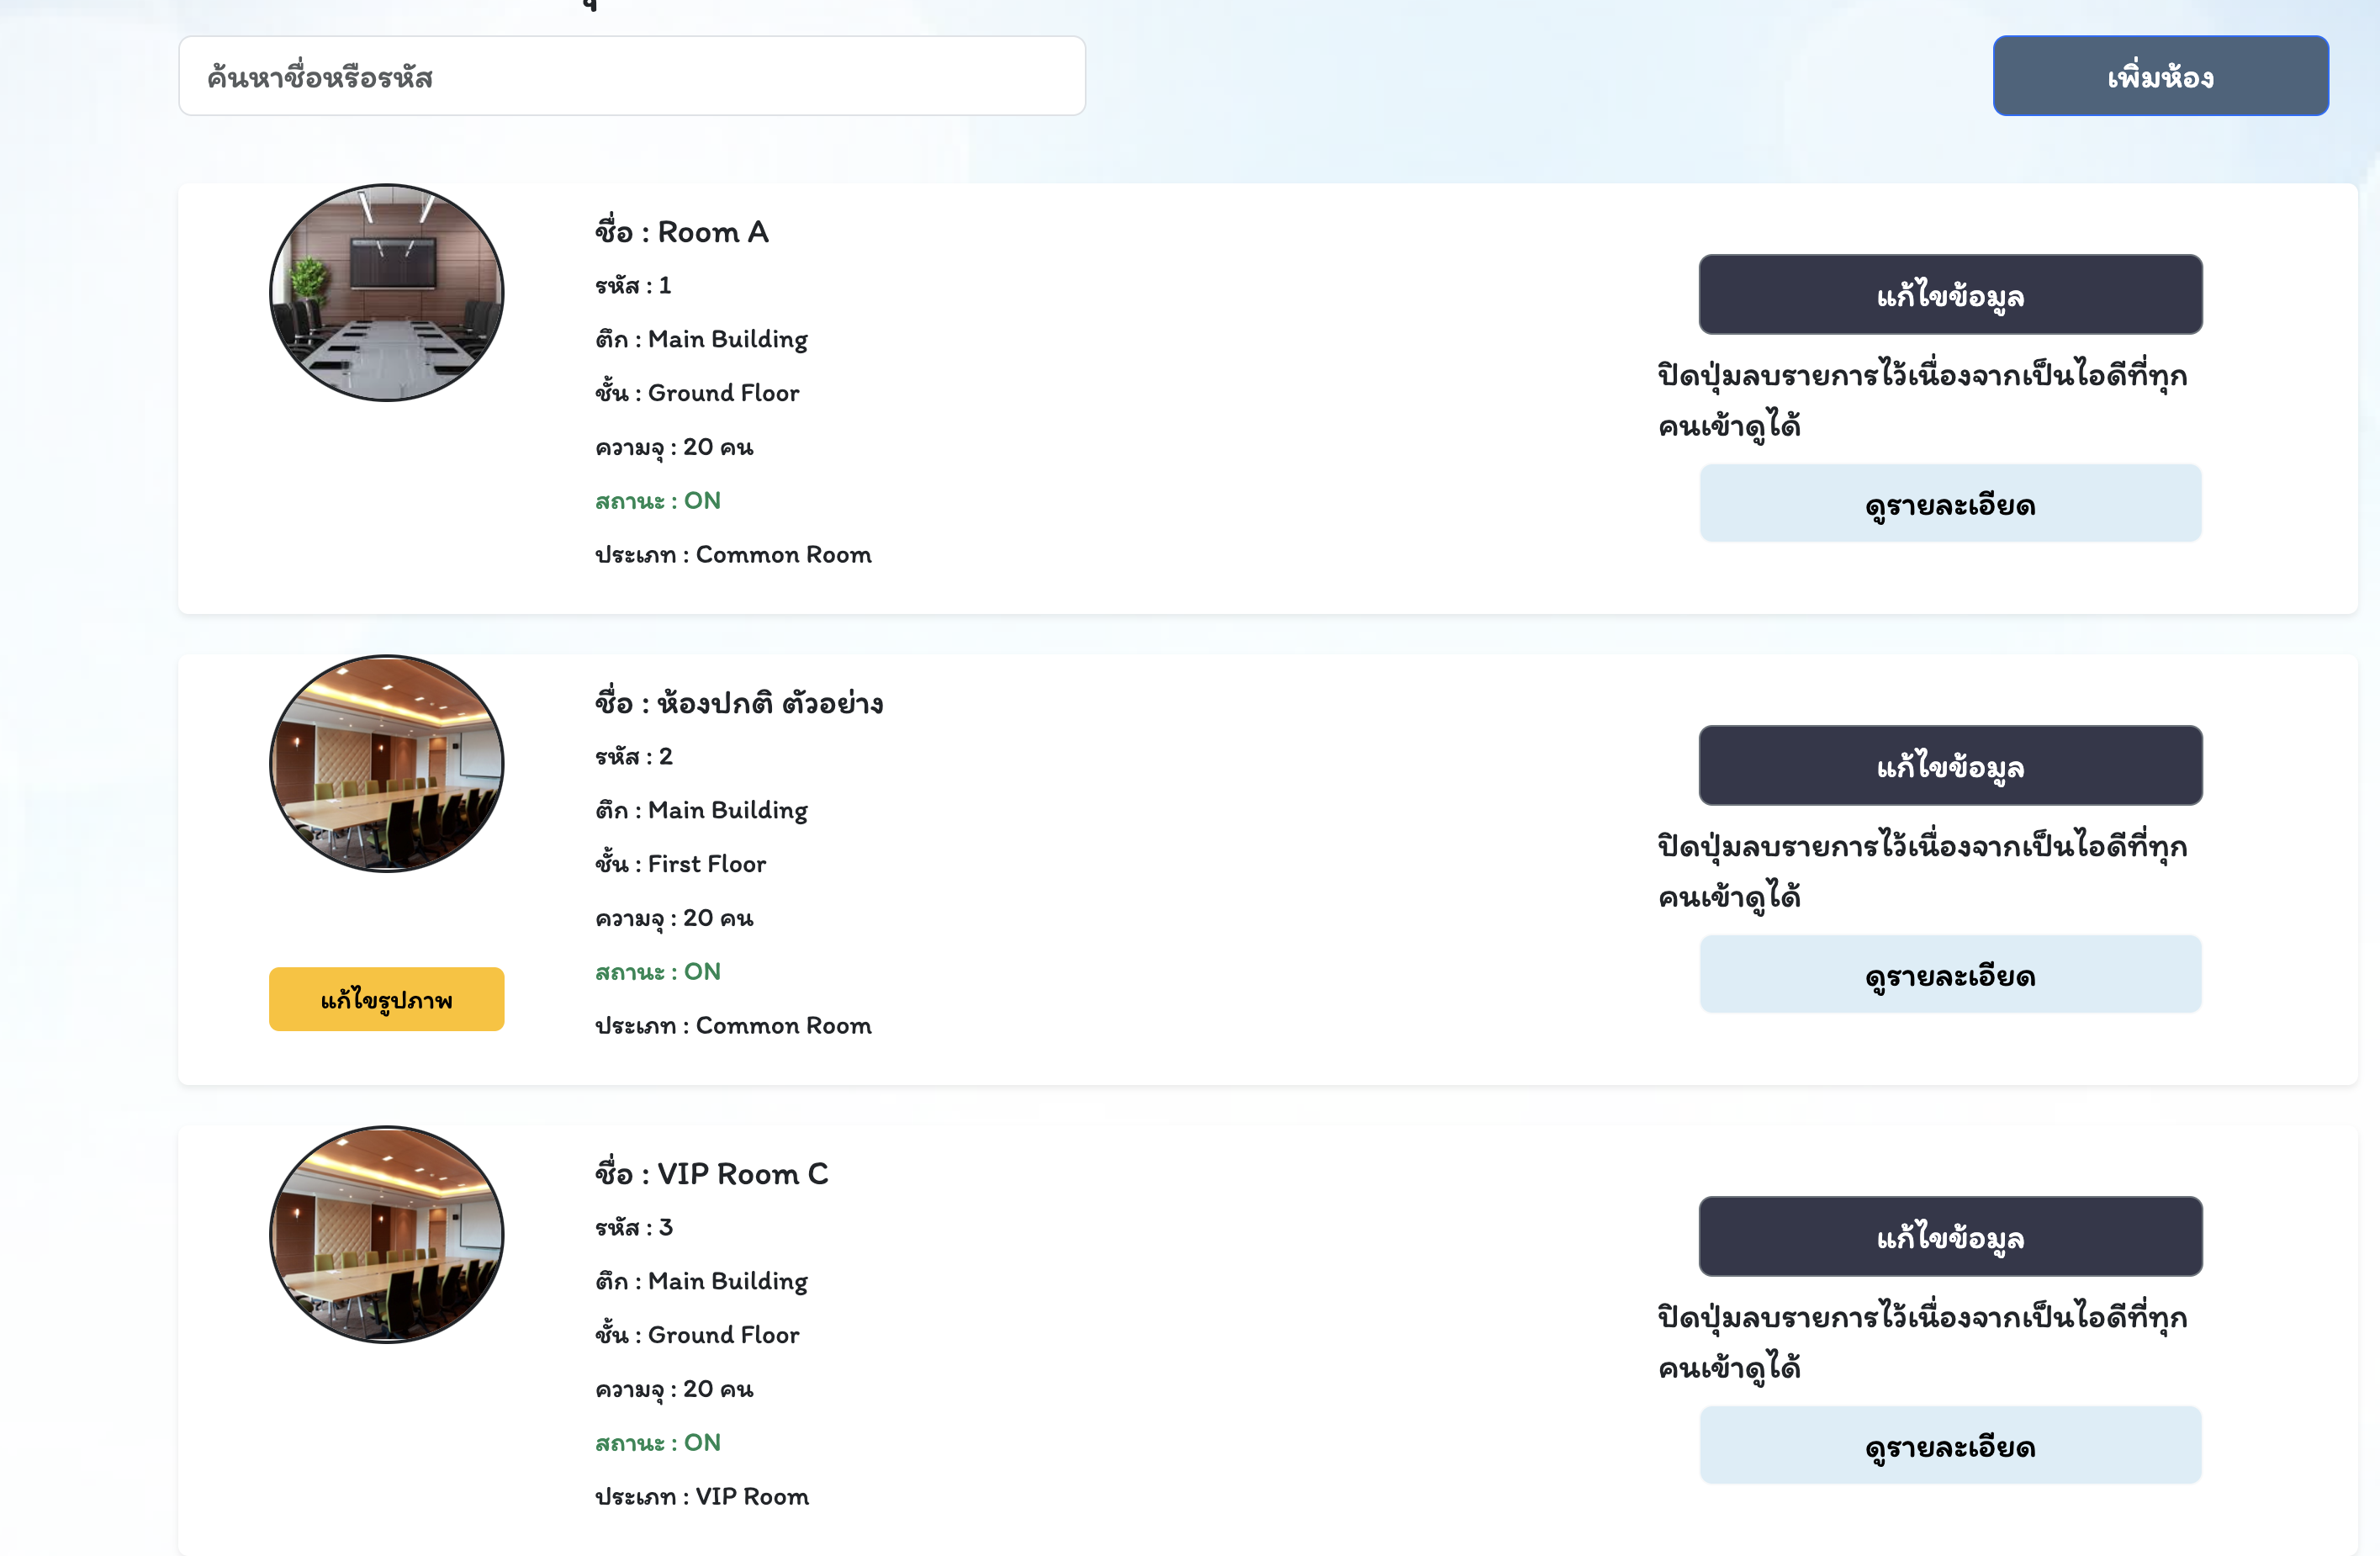 ค้นหาชื่อหรือรหัส
เพิ่มห้อง
ชื่อ : Room A
รหัส : 1
ตึก : Main Building
ชั้น : Ground Floor
ความจุ : 20 คน
สถานะ : ON
ประเภท : Common Room
แก้ไขข้อมูล
ปิดปุ่มลบรายการไว้เนื่องจากเป็นไอดีที่ทุก
คนเข้าดูได้
ดูรายละเอียด
แก้ไขรูปภาพ
ชื่อ : ห้องปกติ ตัวอย่าง
รหัส : 2
ตึก : Main Building
ชั้น : First Floor
ความจุ : 20 คน
สถานะ : ON
ประเภท : Common Room
แก้ไขข้อมูล
ปิดปุ่มลบรายการไว้เนื่องจากเป็นไอดีที่ทุก
คนเข้าดูได้
ดูรายละเอียด
ชื่อ : VIP Room C
รหัส : 3
ตึก : Main Building
ชั้น : Ground Floor
ความจุ : 20 คน
สถานะ : ON
ประเภท : VIP Room
แก้ไขข้อมูล
ปิดปุ่มลบรายการไว้เนื่องจากเป็นไอดีที่ทุก
คนเข้าดูได้
ดูรายละเอียด